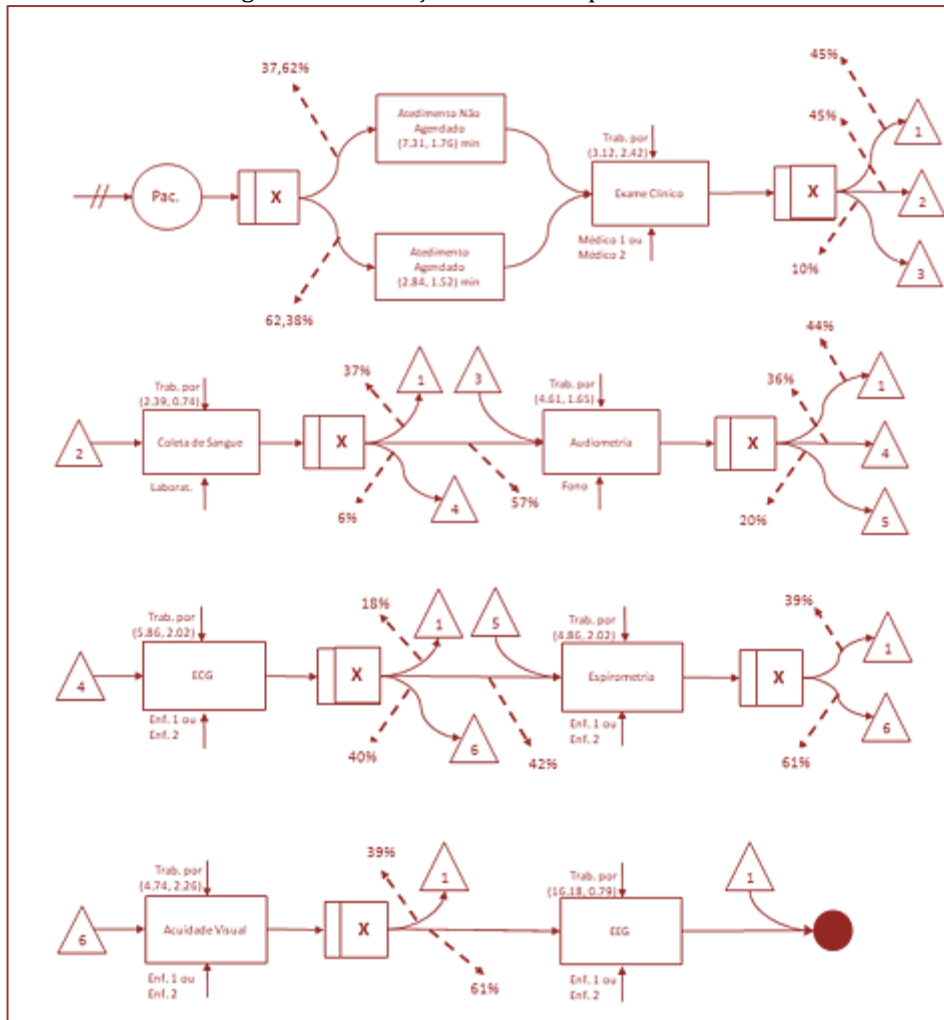 37,62%
Atedimento Não
Agendado
(7.31, 1.76) min
Pac.
X
Atedimento
Agendado
(2.84, 1.52) min
62,38%
Trab. por
(3.12, 2.42)
Exame Clínico
Médico 1 ou
Médico 2
X
45%
45%
10%
1
2
3
2
Trab. por
(2.39, 0.74)
Coleta de Sangue
Laborat.
X
37%
6%
57%
1
4
3
Trab. por
(4.61, 1.65)
Audiometria
Fono
X
44%
36%
20%
1
4
5
4
Trab. por
(5.86, 2.02)
ECG
Enf. 1 ou
Enf. 2
X
18%
40%
42%
1
6
5
Trab. por
(4.86, 2.02)
Espirometria
Enf. 1 ou
Enf. 2
X
39%
61%
1
6
6
Trab. por
(4.74, 2.26)
Acuidade Visual
Enf. 1 ou
Enf. 2
X
39%
61%
1
Trab. por
(16.18, 0.79)
EEG
Enf. 1 ou
Enf. 2
1